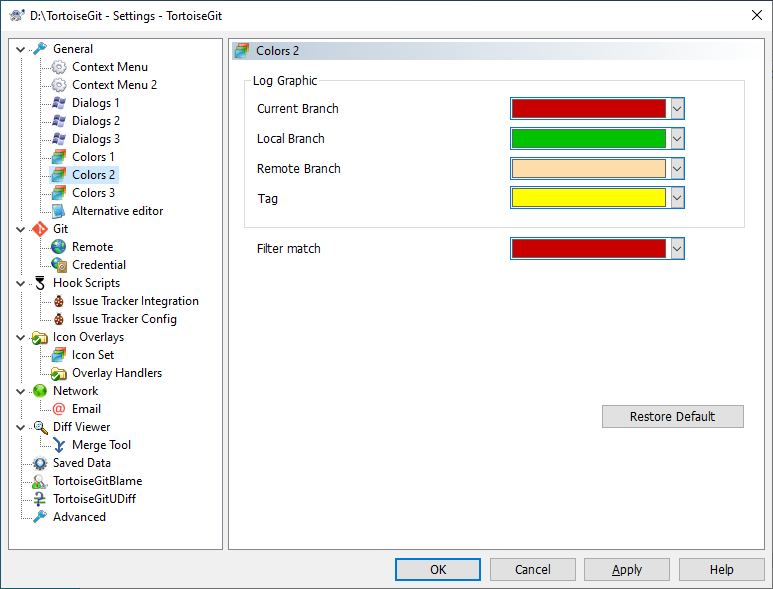 D:\TortoiseGit - Settings - TortoiseGit
General
Context Menu
Context Menu 2
Dialogs 1
Dialogs 2
Dialogs 3
Colors 1
Colors 2
Colors 3
Alternative editor
Git
Remote
Credential
Hook Scripts
Issue Tracker Integration
Issue Tracker Config
Icon Overlays
Icon Set
Overlay Handlers
Network
Email
Diff Viewer
Merge Tool
Saved Data
TortoiseGitBlame
TortoiseGitUDiff
Advanced
Colors 2
Log Graphic
Current Branch
Local Branch
Remote Branch
Tag
Filter match
Restore Default
OK Cancel Apply Help